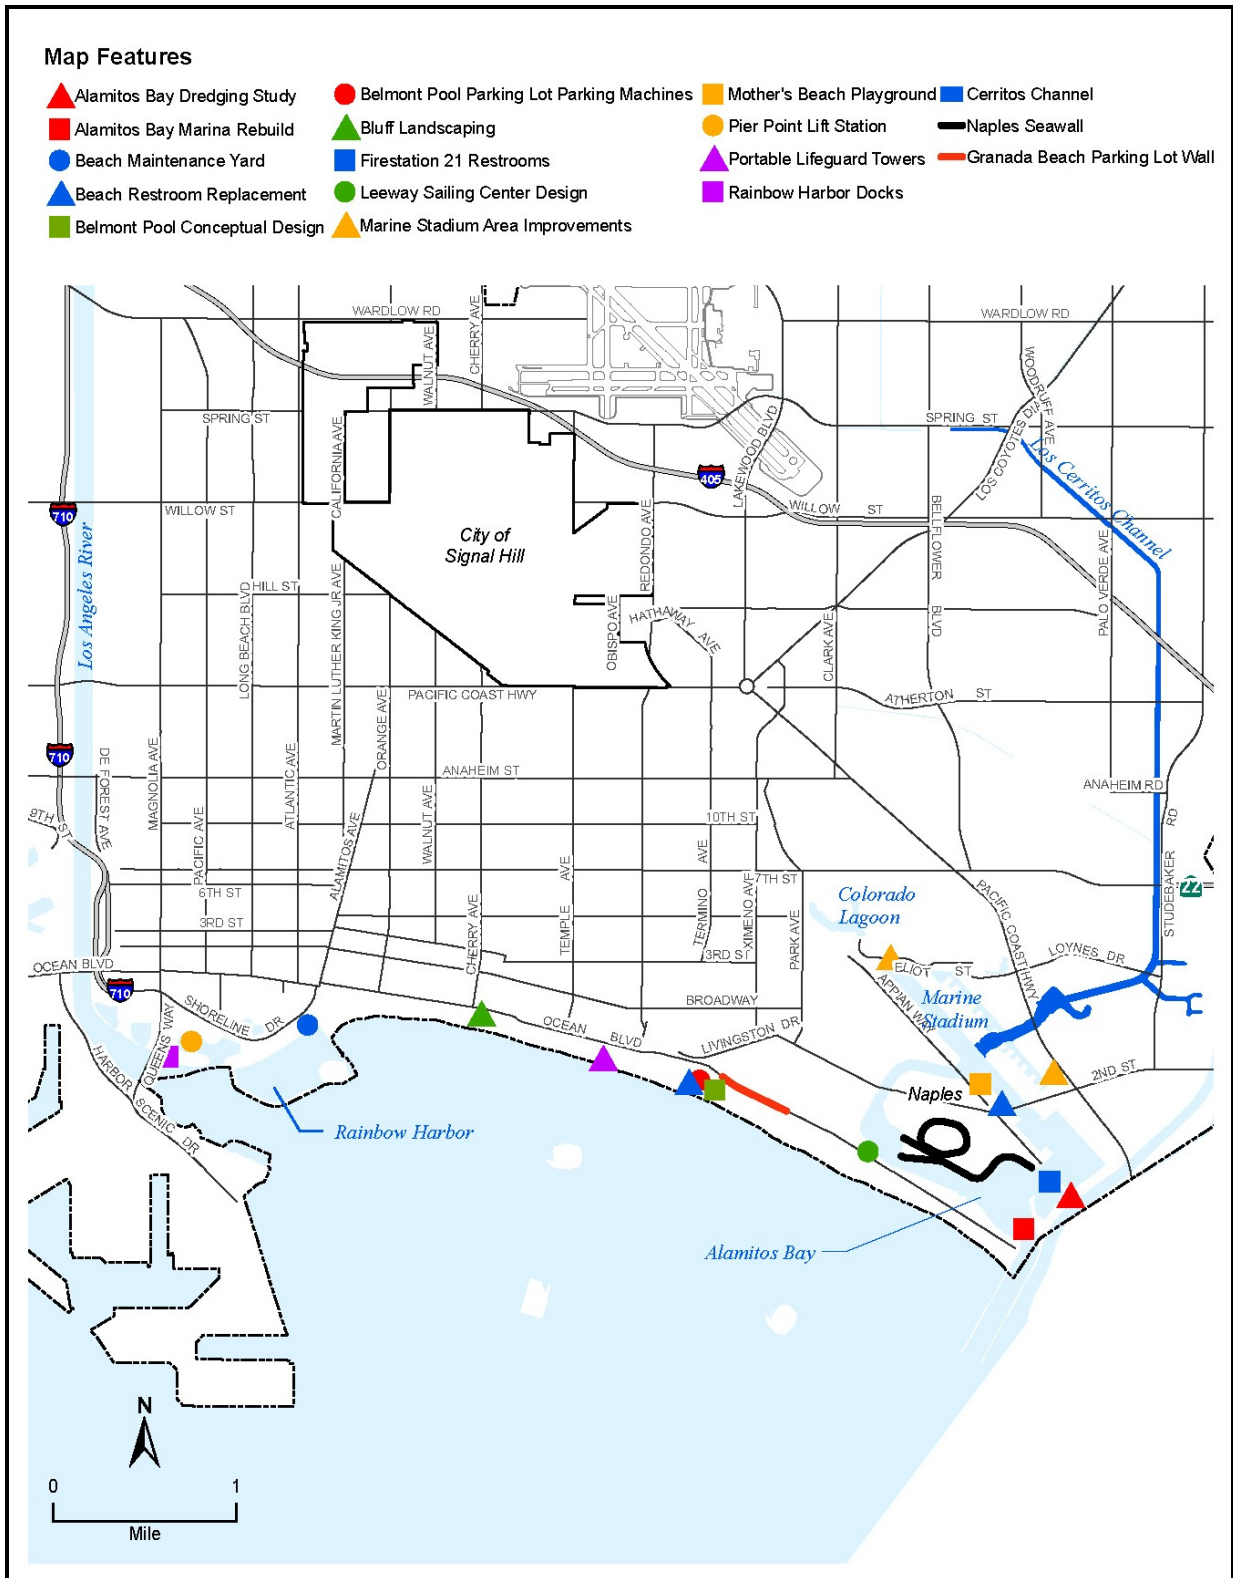 Map Features
Alamitos Bay Dredging Study
Belmont Pool Parking Lot Parking Machines
Mother's Beach Playground
Cerritos Channel
Alamitos Bay Marina Rebuild
Bluff Landscaping
Pier Point Lift Station
Naples Seawall
Beach Maintenance Yard
Firestation 21 Restrooms
Portable Lifeguard Towers
Granada Beach Parking Lot Wall
Beach Restroom Replacement
Leeway Sailing Center Design
Rainbow Harbor Docks
Belmont Pool Conceptual Design
Marine Stadium Area Improvements
WARDLOW RD
WARDLOW RD
CHERRY AVE
WALNUT AVE
WOODRUFF AVE
SPRING ST
SPRING ST
LAKEWOOD BLVD
LOS COYOTES DIA
CALIFORNIA AVE
405
Los Cerritos Channel
710
WILLOW ST
WILLOW ST
City of
Signal Hill
REDONDO AVE
BELLFLOWER BLVD
PALO VERDE AVE
Los Angeles River
HILL ST
LONG BEACH BLVD
MARTIN LUTHER KING JR AVE
OBISPO AVE
HATHAWAY AVE
CLARK AVE
PACIFIC COAST HWY
ATHERTON ST
ORANGE AVE
710
DE FOREST AVE
MAGNOLIA AVE
ATLANTIC AVE
ANAHEIM ST
ANAHEIM RD
9TH ST
PACIFIC AVE
WALNUT AVE
10TH ST
ALAMITOS AVE
STUDEBAKER RD
6TH ST
7TH ST
22
PACIFIC COAST HWY
Colorado
Lagoon
3RD ST
CHERRY AVE
TEMPLE AVE
TERMINO AVE
XIMENO AVE
PARK AVE
3RD ST
LOYNES DR
OCEAN BLVD
ELIOT ST
710
SHORELINE DR
BROADWAY
APPIAN WAY
Marine
Stadium
QUEENS WAY
OCEAN BLVD
LIVINGSTON DR
HARBOR SCENIC DR
2ND ST
Naples
Rainbow Harbor
Alamitos Bay
N
0
1
Mile